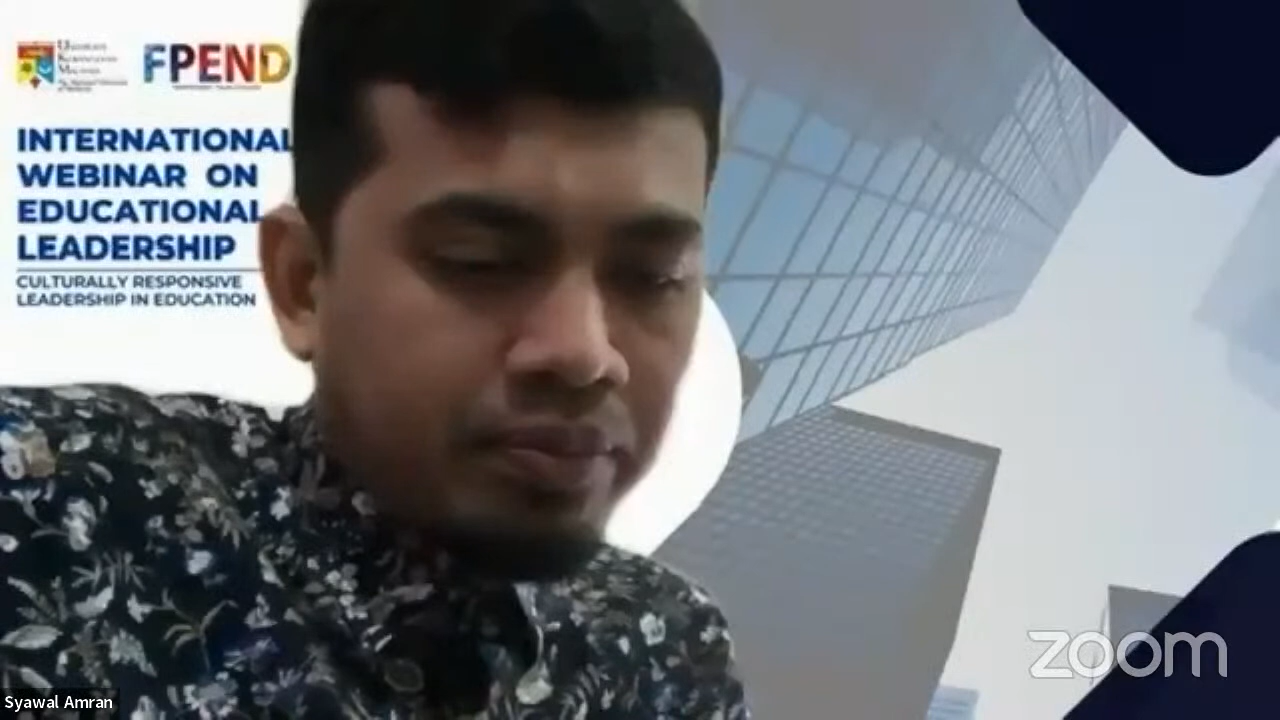 FPEND
INTERNATIONAL
WEBINAR ON
EDUCATIONAL
LEADERSHIP
CULTURALLY RESPONSIVE
LEADERSHIP IN EDUCATION
zoom
Syawal Amran